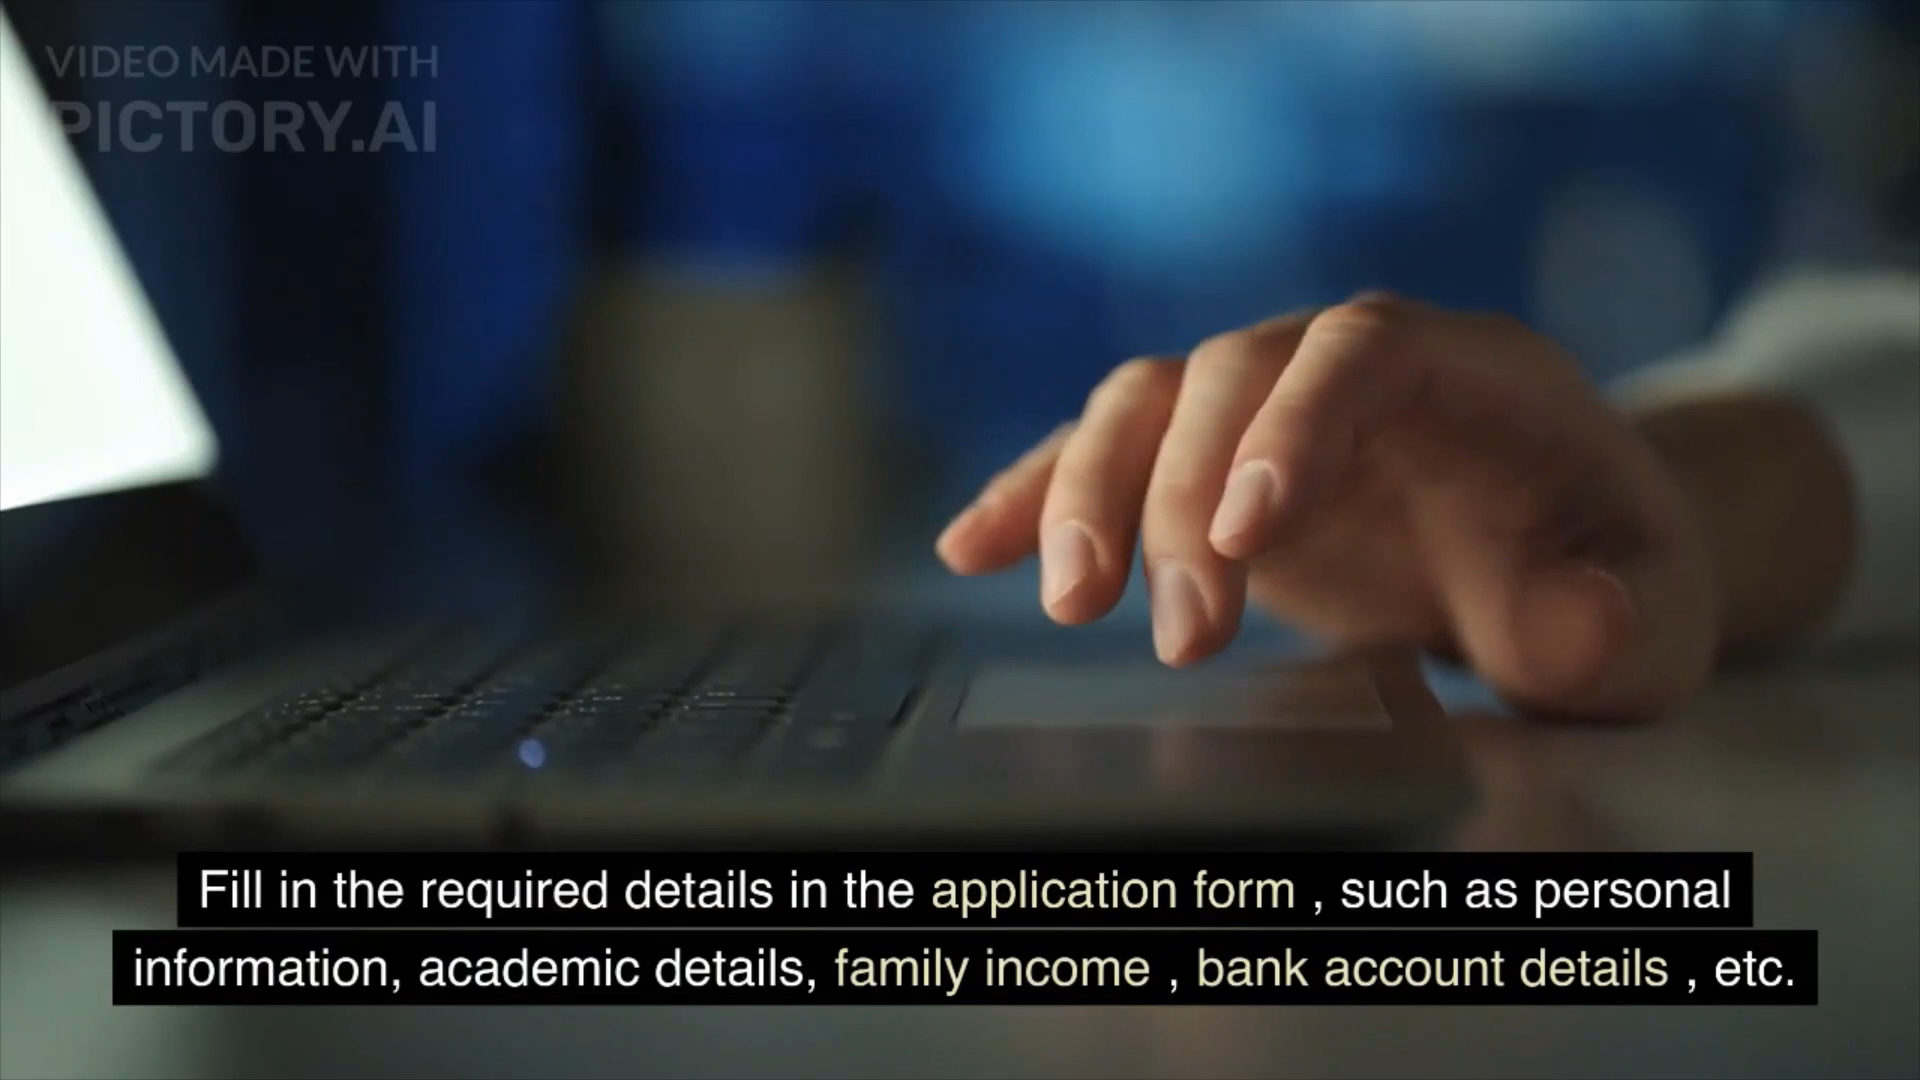 VIDEO MADE WITH
PICTORY.AI
Fill in the required details in the application form , such as personal
information, academic details, family income , bank account details , etc.